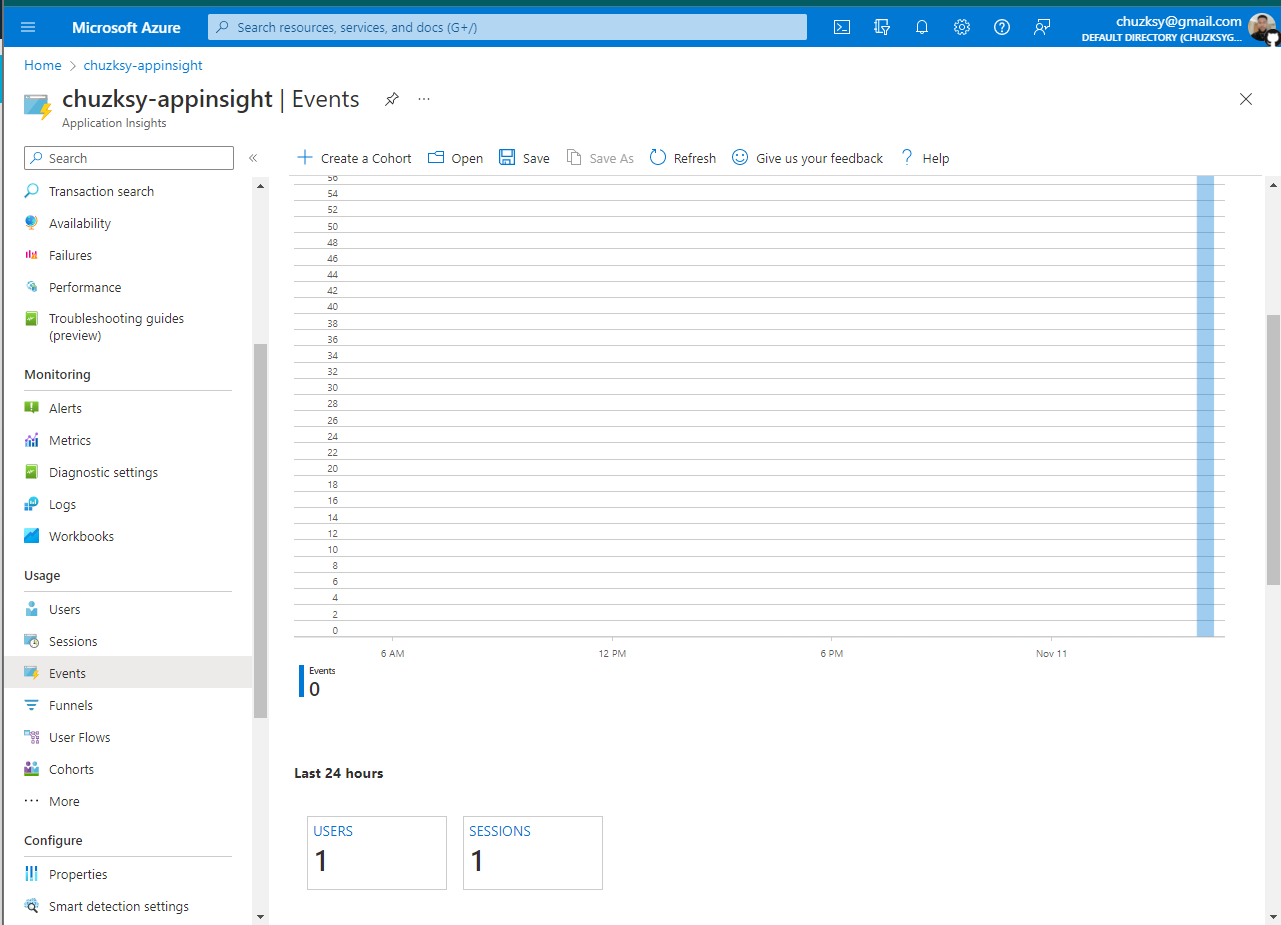 Microsoft Azure
Search resources, services, and docs (G+/)
chuzksy@gmail.com
DEFAULT DIRECTORY (CHUZKSYG...
Home > chuzksy-appinsight
chuzksy-appinsight | Events
...
Application Insights
Search
«
Create a Cohort
Open
Save
Save As
Refresh
Give us your feedback
? Help
Transaction search
Availability
Failures
Performance
Troubleshooting guides
(preview)
Monitoring
Alerts
Metrics
Diagnostic settings
Logs
Workbooks
Usage
Users
Sessions
Events
Funnels
User Flows
Cohorts
More
Configure
Properties
Smart detection settings
56
54
52
50
48
46
44
42
40
38
36
34
32
30
28
26
24
22
20
18
16
14
12
10
8
6
4
2
0
6 AM
12 PM
6 PM
Nov 11
Events
0
Last 24 hours
USERS
1
SESSIONS
1